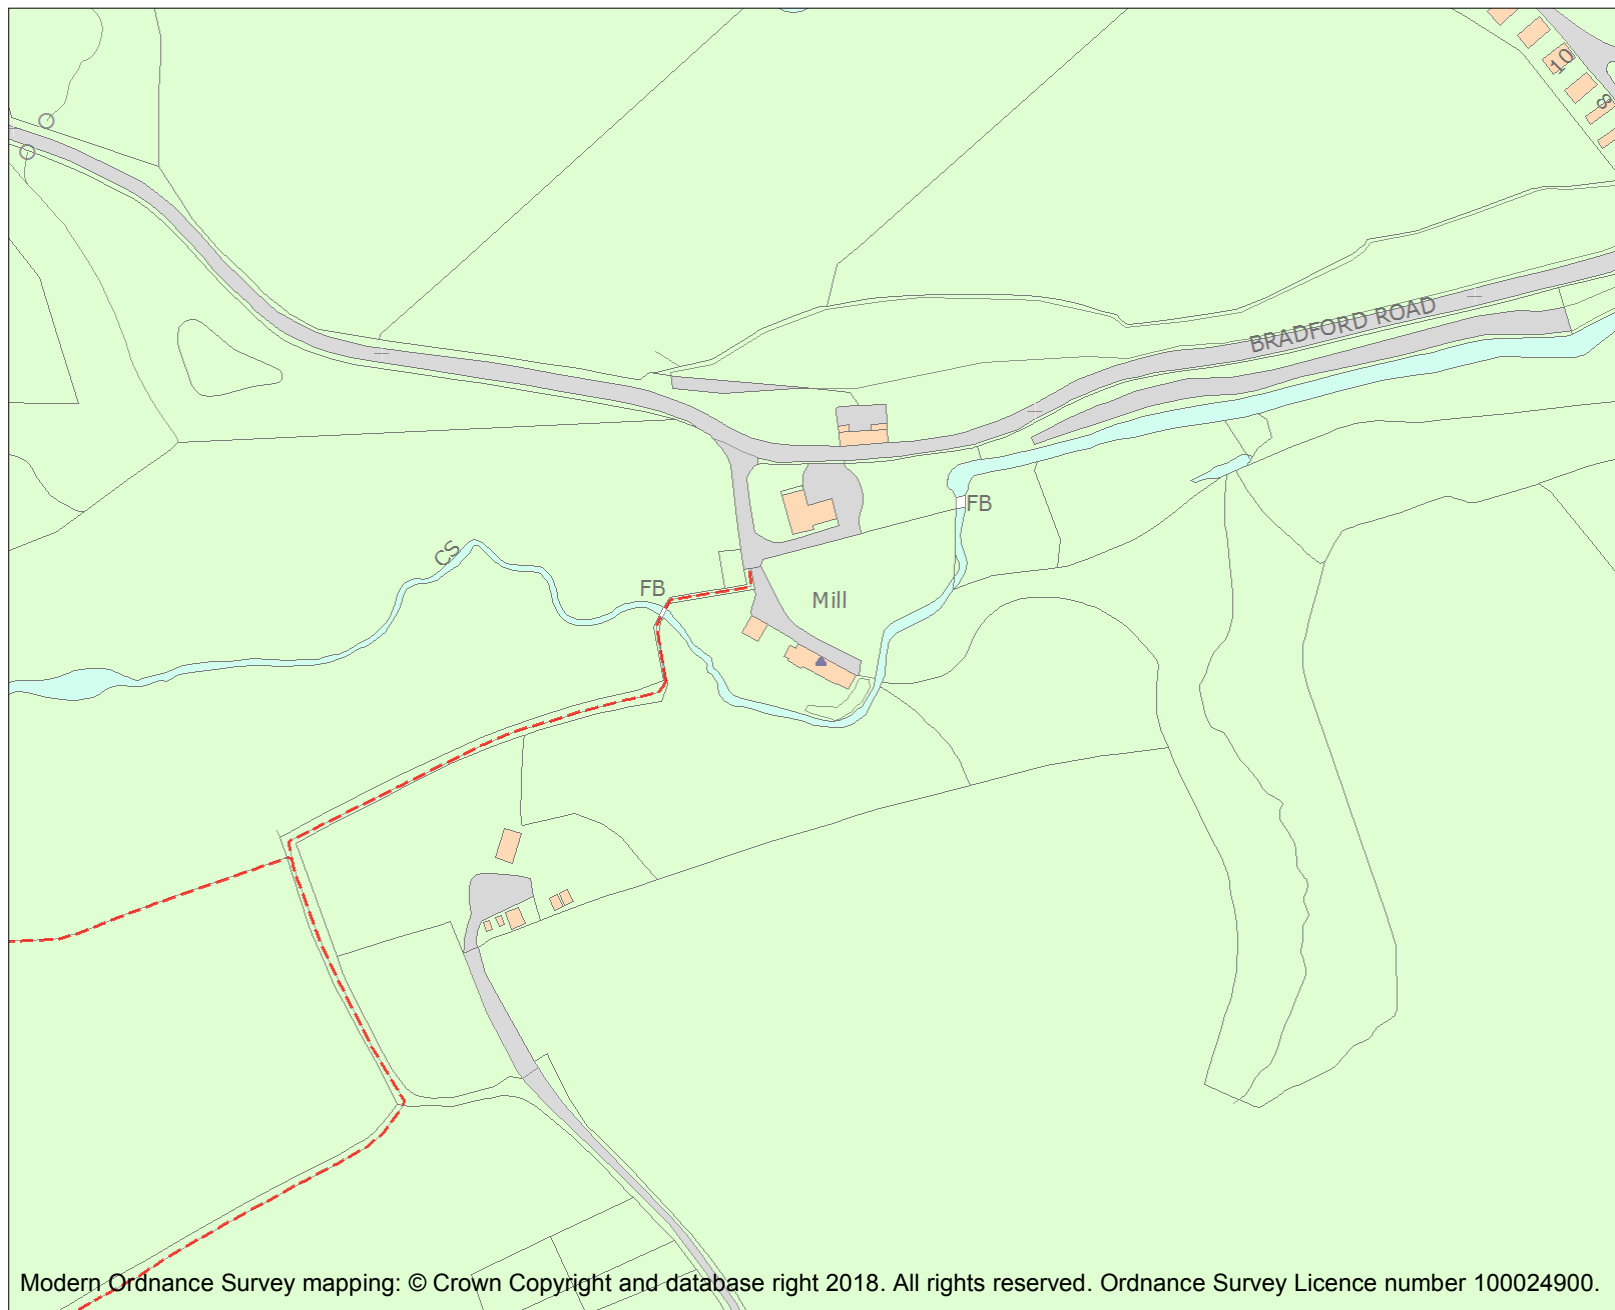 10
8
BRADFORD ROAD
FB
CS
FB
Mill
Modern Ordnance Survey mapping: © Crown Copyright and database right 2018. All rights reserved. Ordnance Survey Licence number 100024900.